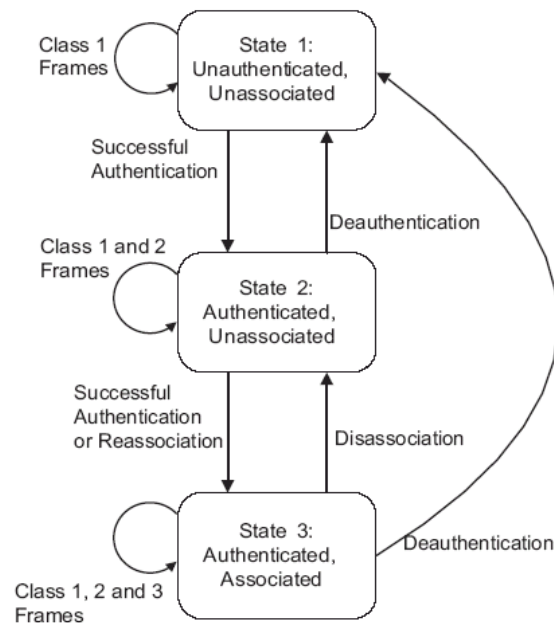 Class 1
Frames
State 1:
Unauthenticated,
Unassociated
Successful
Authentication
Deauthentication
Class 1 and 2
Frames
State 2:
Authenticated,
Unassociated
Successful
Authentication
or Reassociation
Disassociation
State 3:
Authenticated,
Associated
Deauthentication
Class 1, 2 and 3
Frames